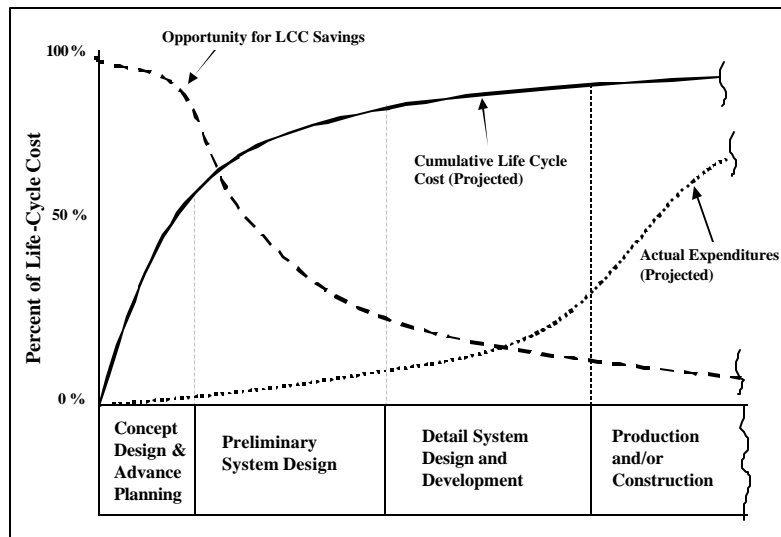 Opportunity for LCC Savings
100 %
50 %
0 %
Percent of Life-Cycle Cost
Cumulative Life Cycle
Cost (Projected)
Actual Expenditures
(Projected)
Concept
Design &
Advance
Planning
Preliminary
System Design
Detail System
Design and
Development
Production
and/or
Construction